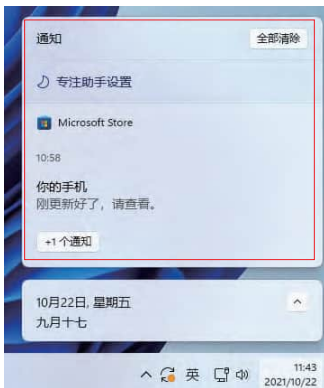 通知
全部清除
专注助手设置
Microsoft Store
10:58
你的手机
刚更新好了，请查看。
+1 个通知
10月22日, 星期五
九月十七
英
11:43
2021/10/22